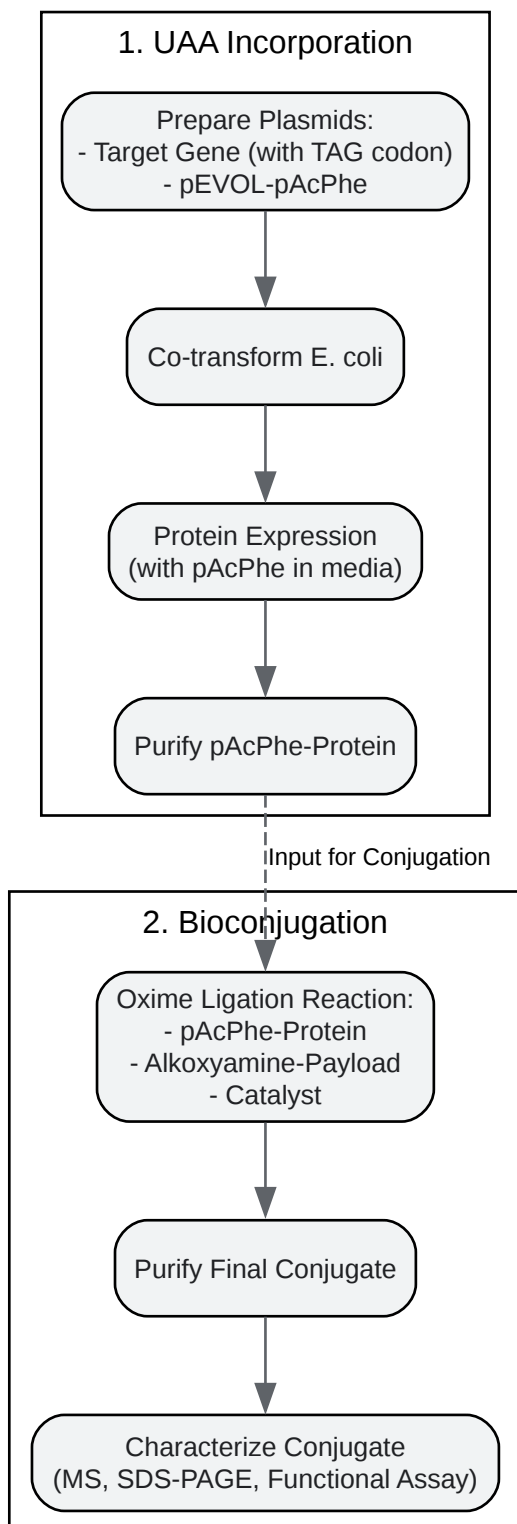 1. UAA Incorporation
Prepare Plasmids:
- Target Gene (with TAG codon)
- pEVOL-pAcPhe
Co-transform E. coli
Protein Expression
(with pAcPhe in media)
Purify pAcPhe-Protein
Input for Conjugation
2. Bioconjugation
Oxime Ligation Reaction:
- pAcPhe-Protein
- Alkoxyamine-Payload
- Catalyst
Purify Final Conjugate
Characterize Conjugate
(MS, SDS-PAGE, Functional Assay)